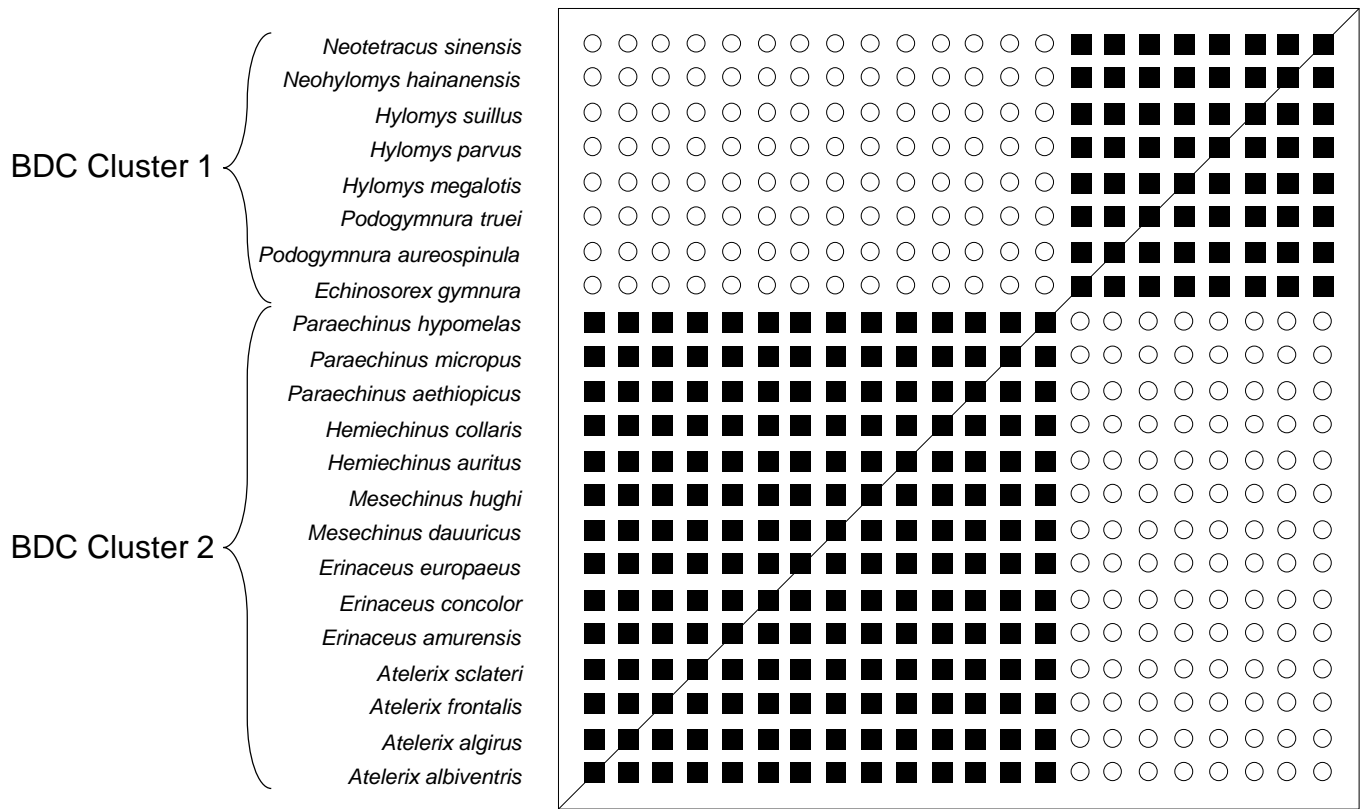 Neotetracus sinensis
Neohylomys hainanensis
Hylomys suillus
Hylomys parvus
BDC Cluster 1
Hylomys megalotis
Podogymnura truei
Podogymnura aureospinula
Echinosorex gymnura
Paraechinus hypomelas
Paraechinus micropus
Paraechinus aethiopicus
Hemiechinus collaris
Hemiechinus auritus
Mesechinus hughi
Mesechinus dauuricus
BDC Cluster 2
Erinaceus europaeus
Erinaceus concolor
Erinaceus amurensis
Atelerix sclateri
Atelerix frontalis
Atelerix algirus
Atelerix albiventris